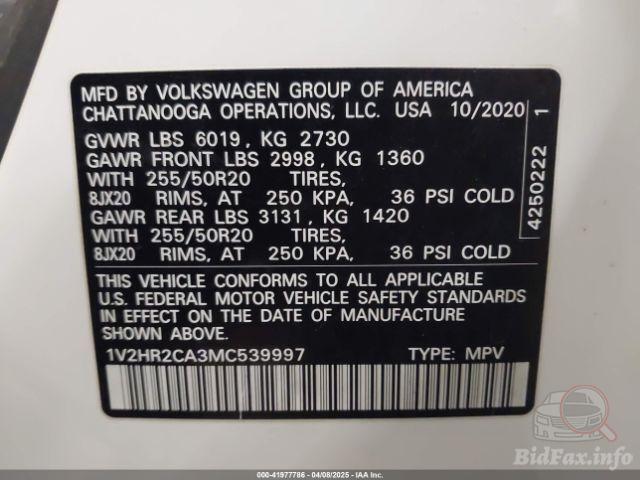 MFD BY VOLKSWAGEN GROUP OF AMERICA
CHATTANOOGA OPERATIONS, LLC. USA 10/2020
GVWR LBS 6019, KG 2730
GAWR FRONT LBS 2998, KG 1360
WITH 255/50R20 TIRES,
8JX20 RIMS, AT 250 KPA, 36 PSI COLD
GAWR REAR LBS 3131, KG 1420
WITH 255/50R20 TIRES,
8JX20 RIMS, AT 250 KPA, 36 PSI COLD
THIS VEHICLE CONFORMS TO ALL APPLICABLE
U.S. FEDERAL MOTOR VEHICLE SAFETY STANDARDS
IN EFFECT ON THE DATE OF MANUFACTURE
SHOWN ABOVE.
1V2HR2CA3MC539997 TYPE: MPV
4250222 1
BidFax.info
000-41977786 - 04/08/2025 - IAA Inc.